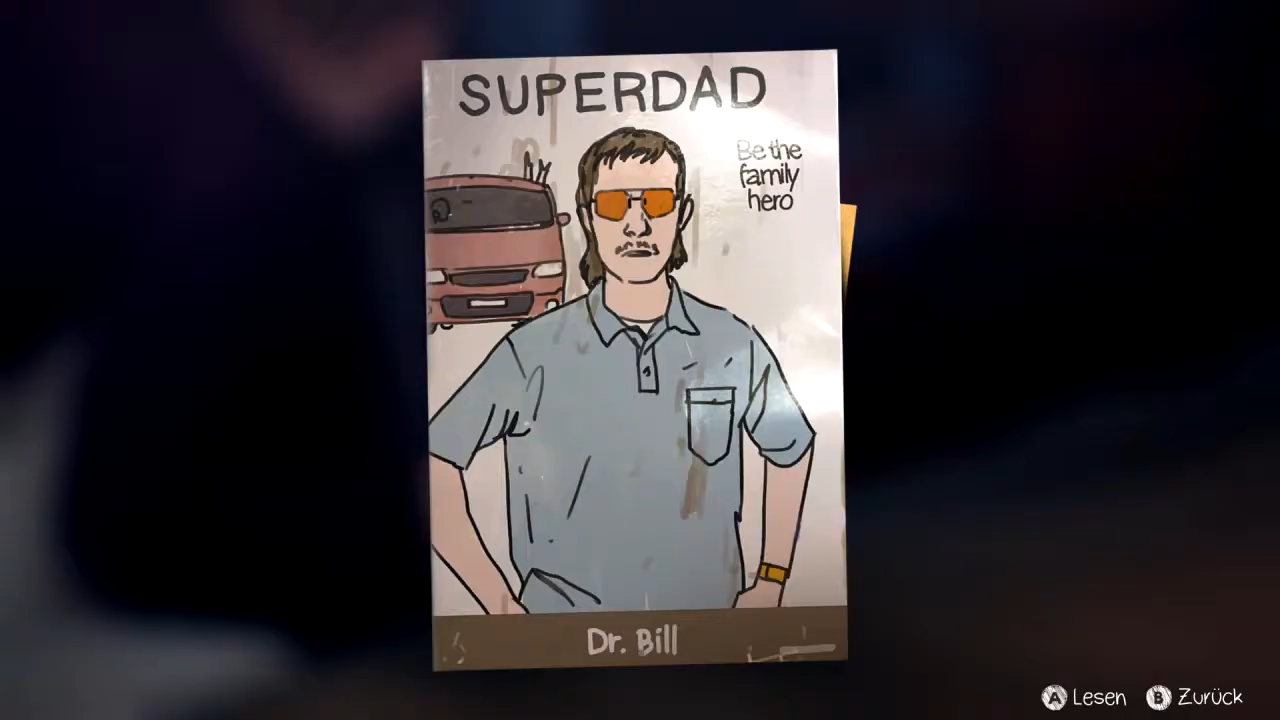 SUPERDAD
Be the
family
hero
Dr. Bill
A Lesen B Zurück